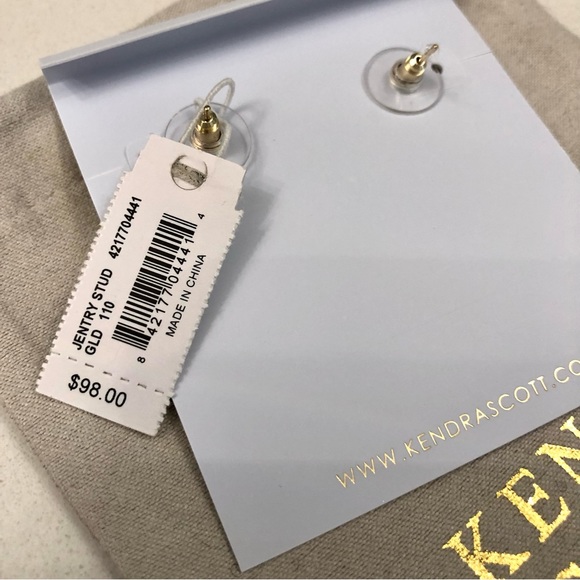 JENTRY STUD 4217704441
GLD 110
8 42177 04441 4
MADE IN CHINA
$98.00
WWW.KENDRASCOTT.CO
KEN